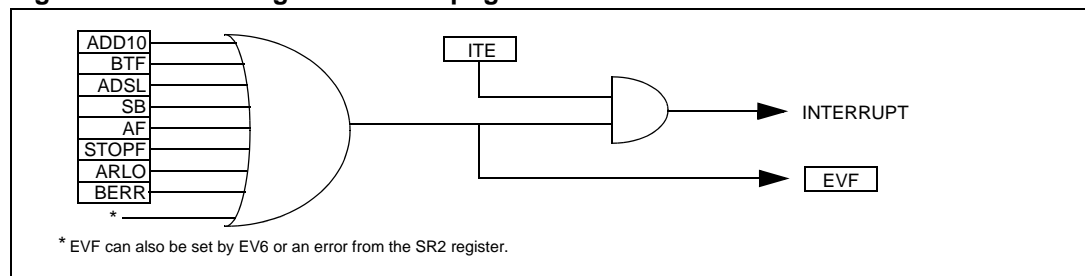 ADD10
BTF
ADSL
SB
AF
STOPF
ARLO
BERR
*
ITE
INTERRUPT
EVF
* EVF can also be set by EV6 or an error from the SR2 register.